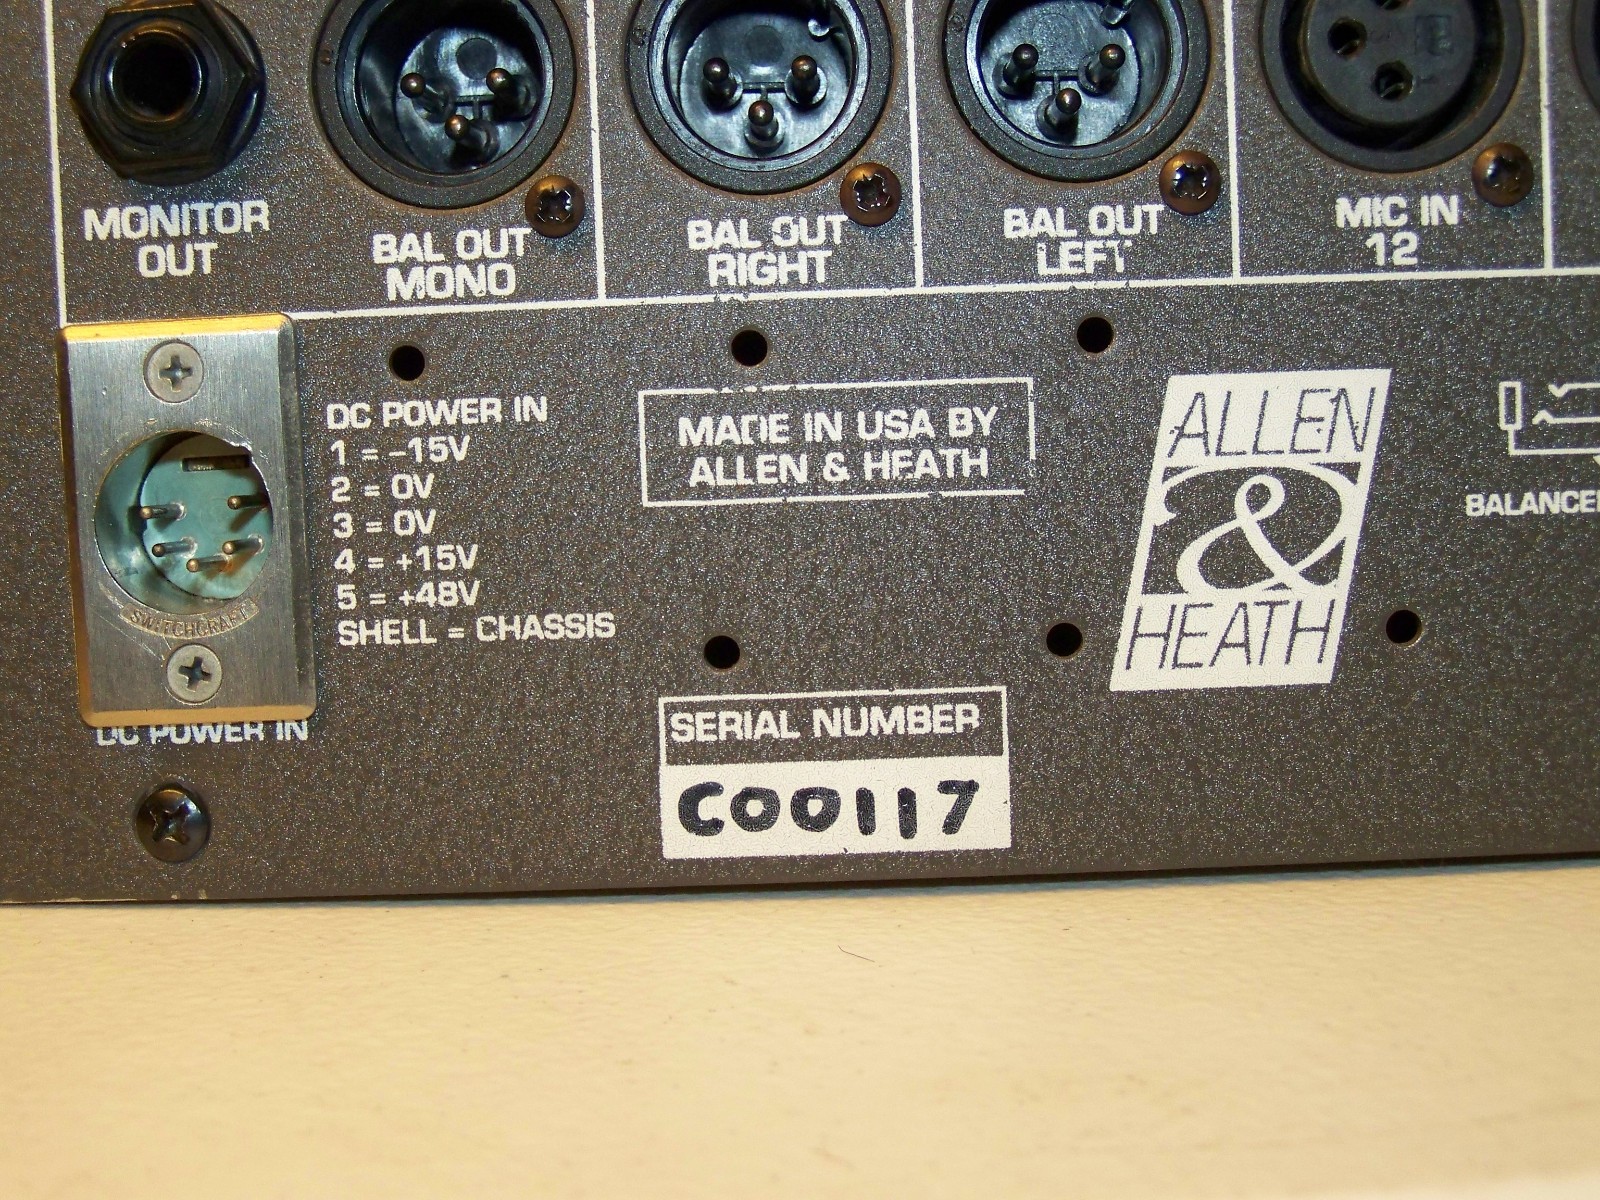 MONITOR
OUT
BAL OUT
MONO
BAL OUT
RIGHT
BAL OUT
LEFT
MIC IN
12
DC POWER IN
1 = -15V
2 = 0V
3 = 0V
4 = +15V
5 = +48V
SHELL = CHASSIS
SWITCHCRAFT
DC POWER IN
MADE IN USA BY
ALLEN & HEATH
ALLEN
&
HEATH
SERIAL NUMBER
C00117